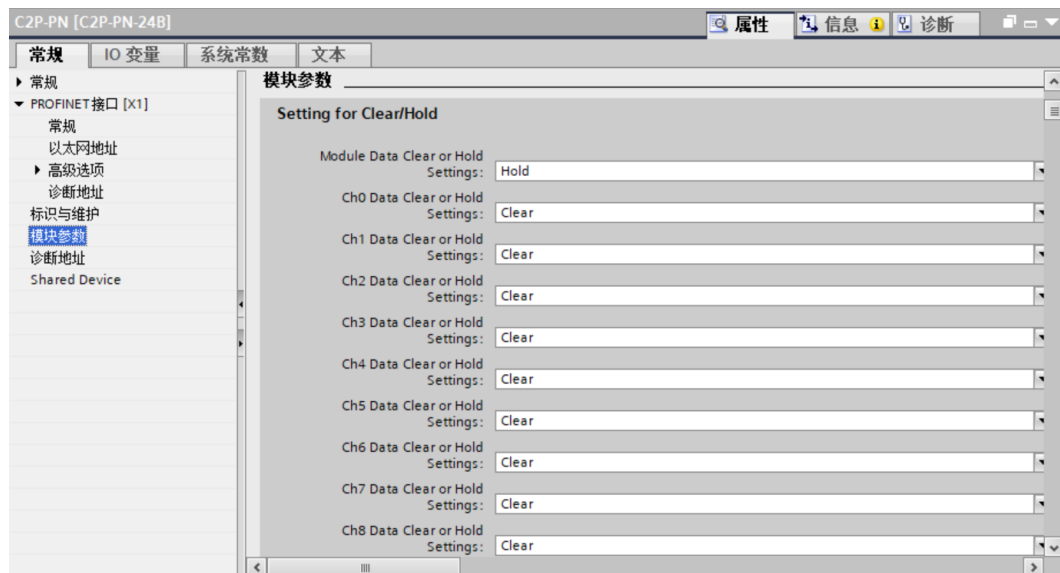 C2P-PN [C2P-PN-24B]
属性
信息
诊断
常规
IO 变量
系统常数
文本
常规
PROFINET接口 [X1]
常规
以太网地址
高级选项
诊断地址
标识与维护
模块参数
诊断地址
Shared Device
模块参数
Setting for Clear/Hold
Module Data Clear or Hold
Settings: Hold
Ch0 Data Clear or Hold
Settings: Clear
Ch1 Data Clear or Hold
Settings: Clear
Ch2 Data Clear or Hold
Settings: Clear
Ch3 Data Clear or Hold
Settings: Clear
Ch4 Data Clear or Hold
Settings: Clear
Ch5 Data Clear or Hold
Settings: Clear
Ch6 Data Clear or Hold
Settings: Clear
Ch7 Data Clear or Hold
Settings: Clear
Ch8 Data Clear or Hold
Settings: Clear